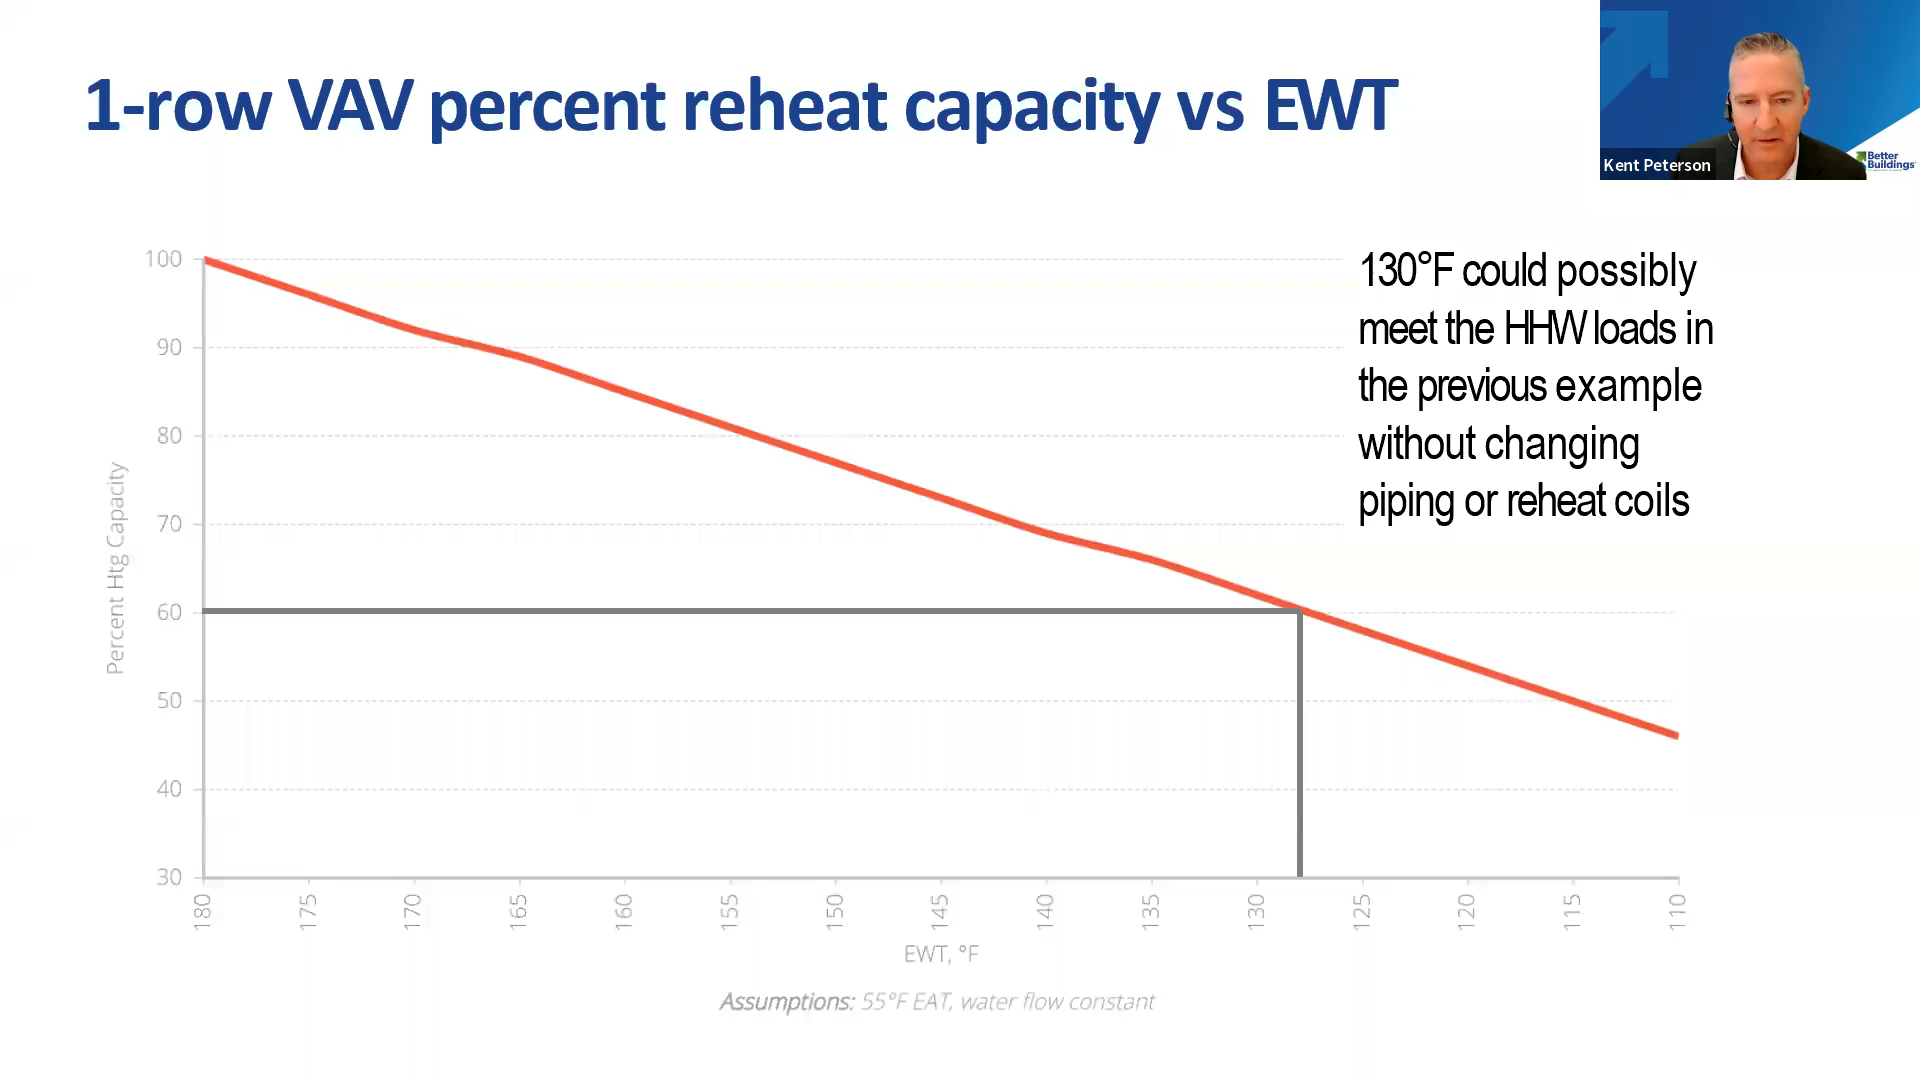 1-row VAV percent reheat capacity vs EWT
Kent Peterson
Better
Buildings
130°F could possibly
meet the HHW loads in
the previous example
without changing
piping or reheat coils
Percent Htg Capacity
100
90
80
70
60
50
40
30
180
175
170
165
160
155
150
145
140
135
130
125
120
115
110
EWT, °F
Assumptions: 55°F EAT, water flow constant